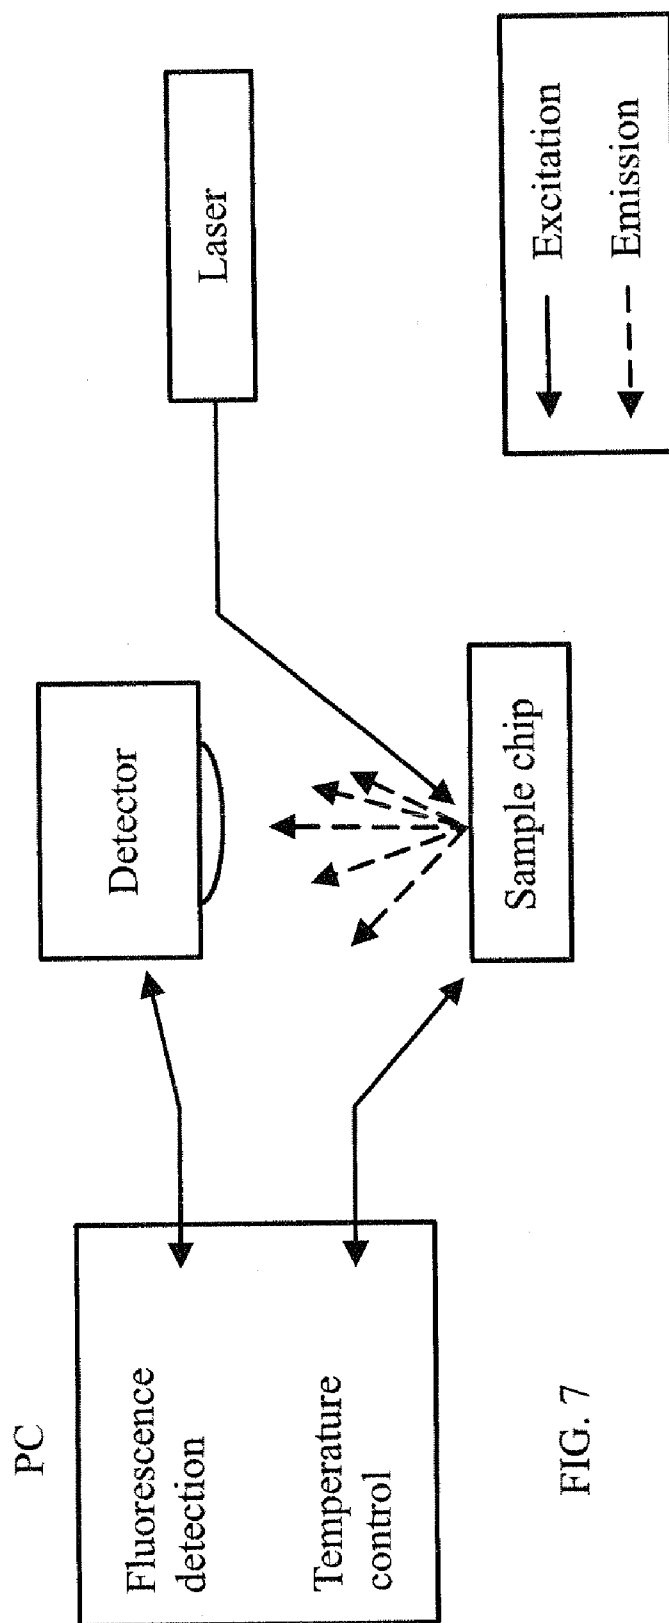 PC
Fluorescence
detection
Temperature
control
Detector
Sample chip
Laser
Excitation
Emission
FIG. 7